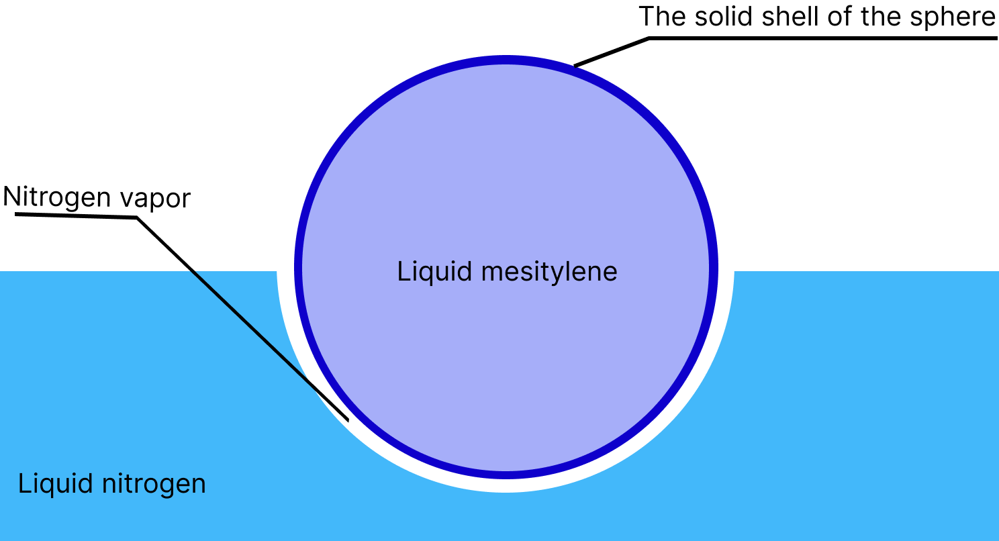 The solid shell of the sphere
Nitrogen vapor
Liquid mesitylene
Liquid nitrogen